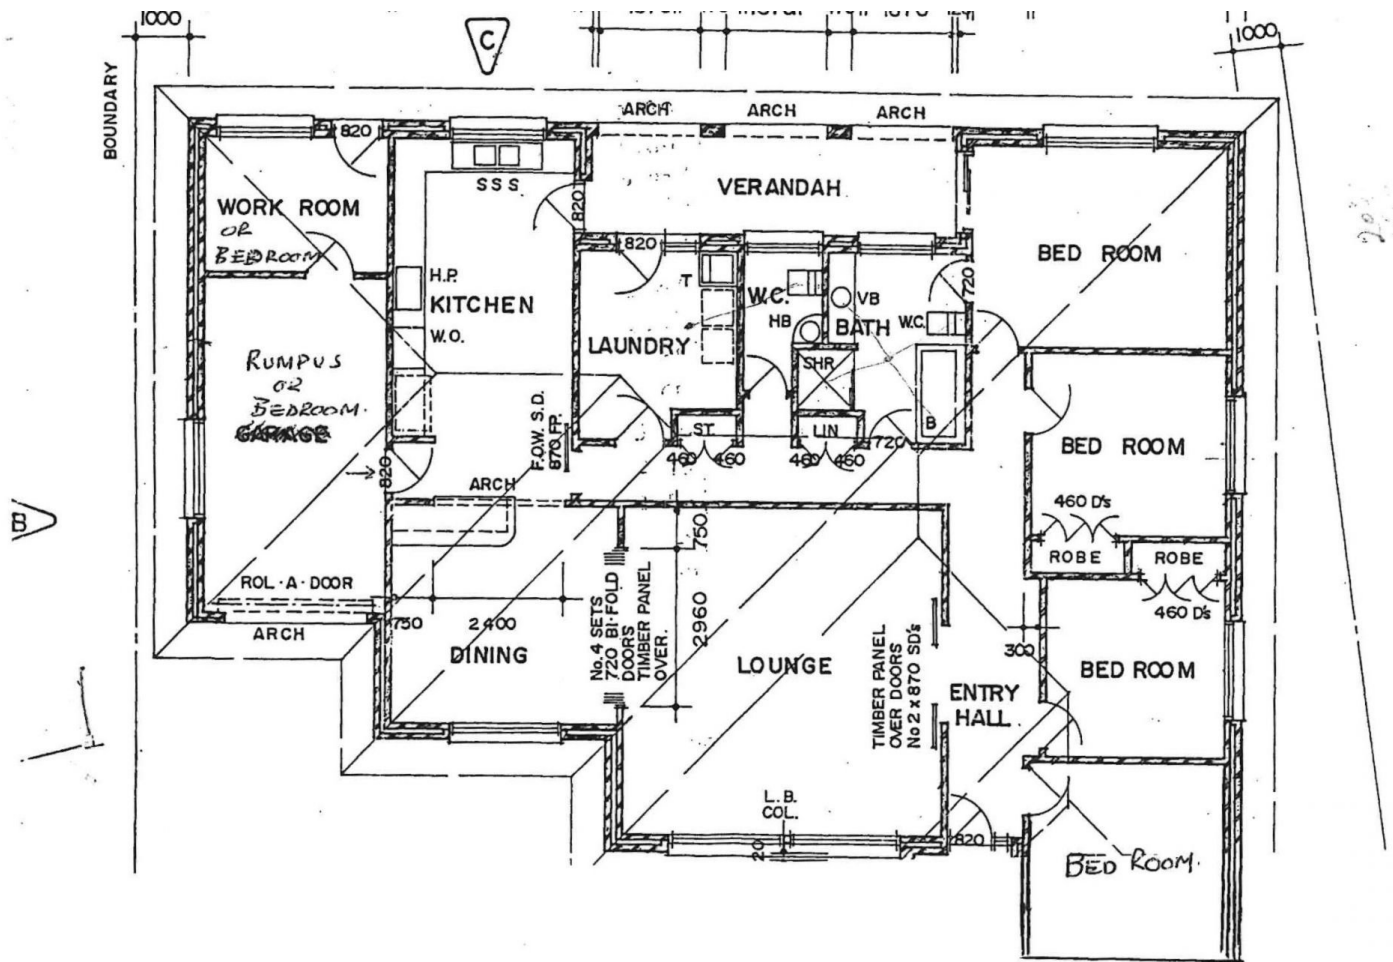 1000
1000
C
BOUNDARY
ARCH
ARCH
ARCH
820
SSS
VERANDAH
820
WORK ROOM
OR
BEDROOM
820
BED ROOM
H.P.
KITCHEN
W.O.
T
W.C.
HB
VB
BATH
W.C.
720
LAUNDRY
SHR
RUMPUS
OR
BEDROOM.
GARAGE
820
F.O.W. S.D.
870 FP.
ST.
460
460
LIN
460
460
720
B
BED ROOM
B
ARCH
460 D's
ROBE
ROBE
460 D's
750
ROL-A-DOOR
ARCH
750
2400
DINING
No.4 SETS
720 BI-FOLD
DOORS
TIMBER PANEL
OVER.
2960
LOUNGE
TIMBER PANEL
OVER DOORS
No 2 x 870 SD's
ENTRY
HALL
300
BED ROOM
L.B.
COL.
20
820
BED ROOM.